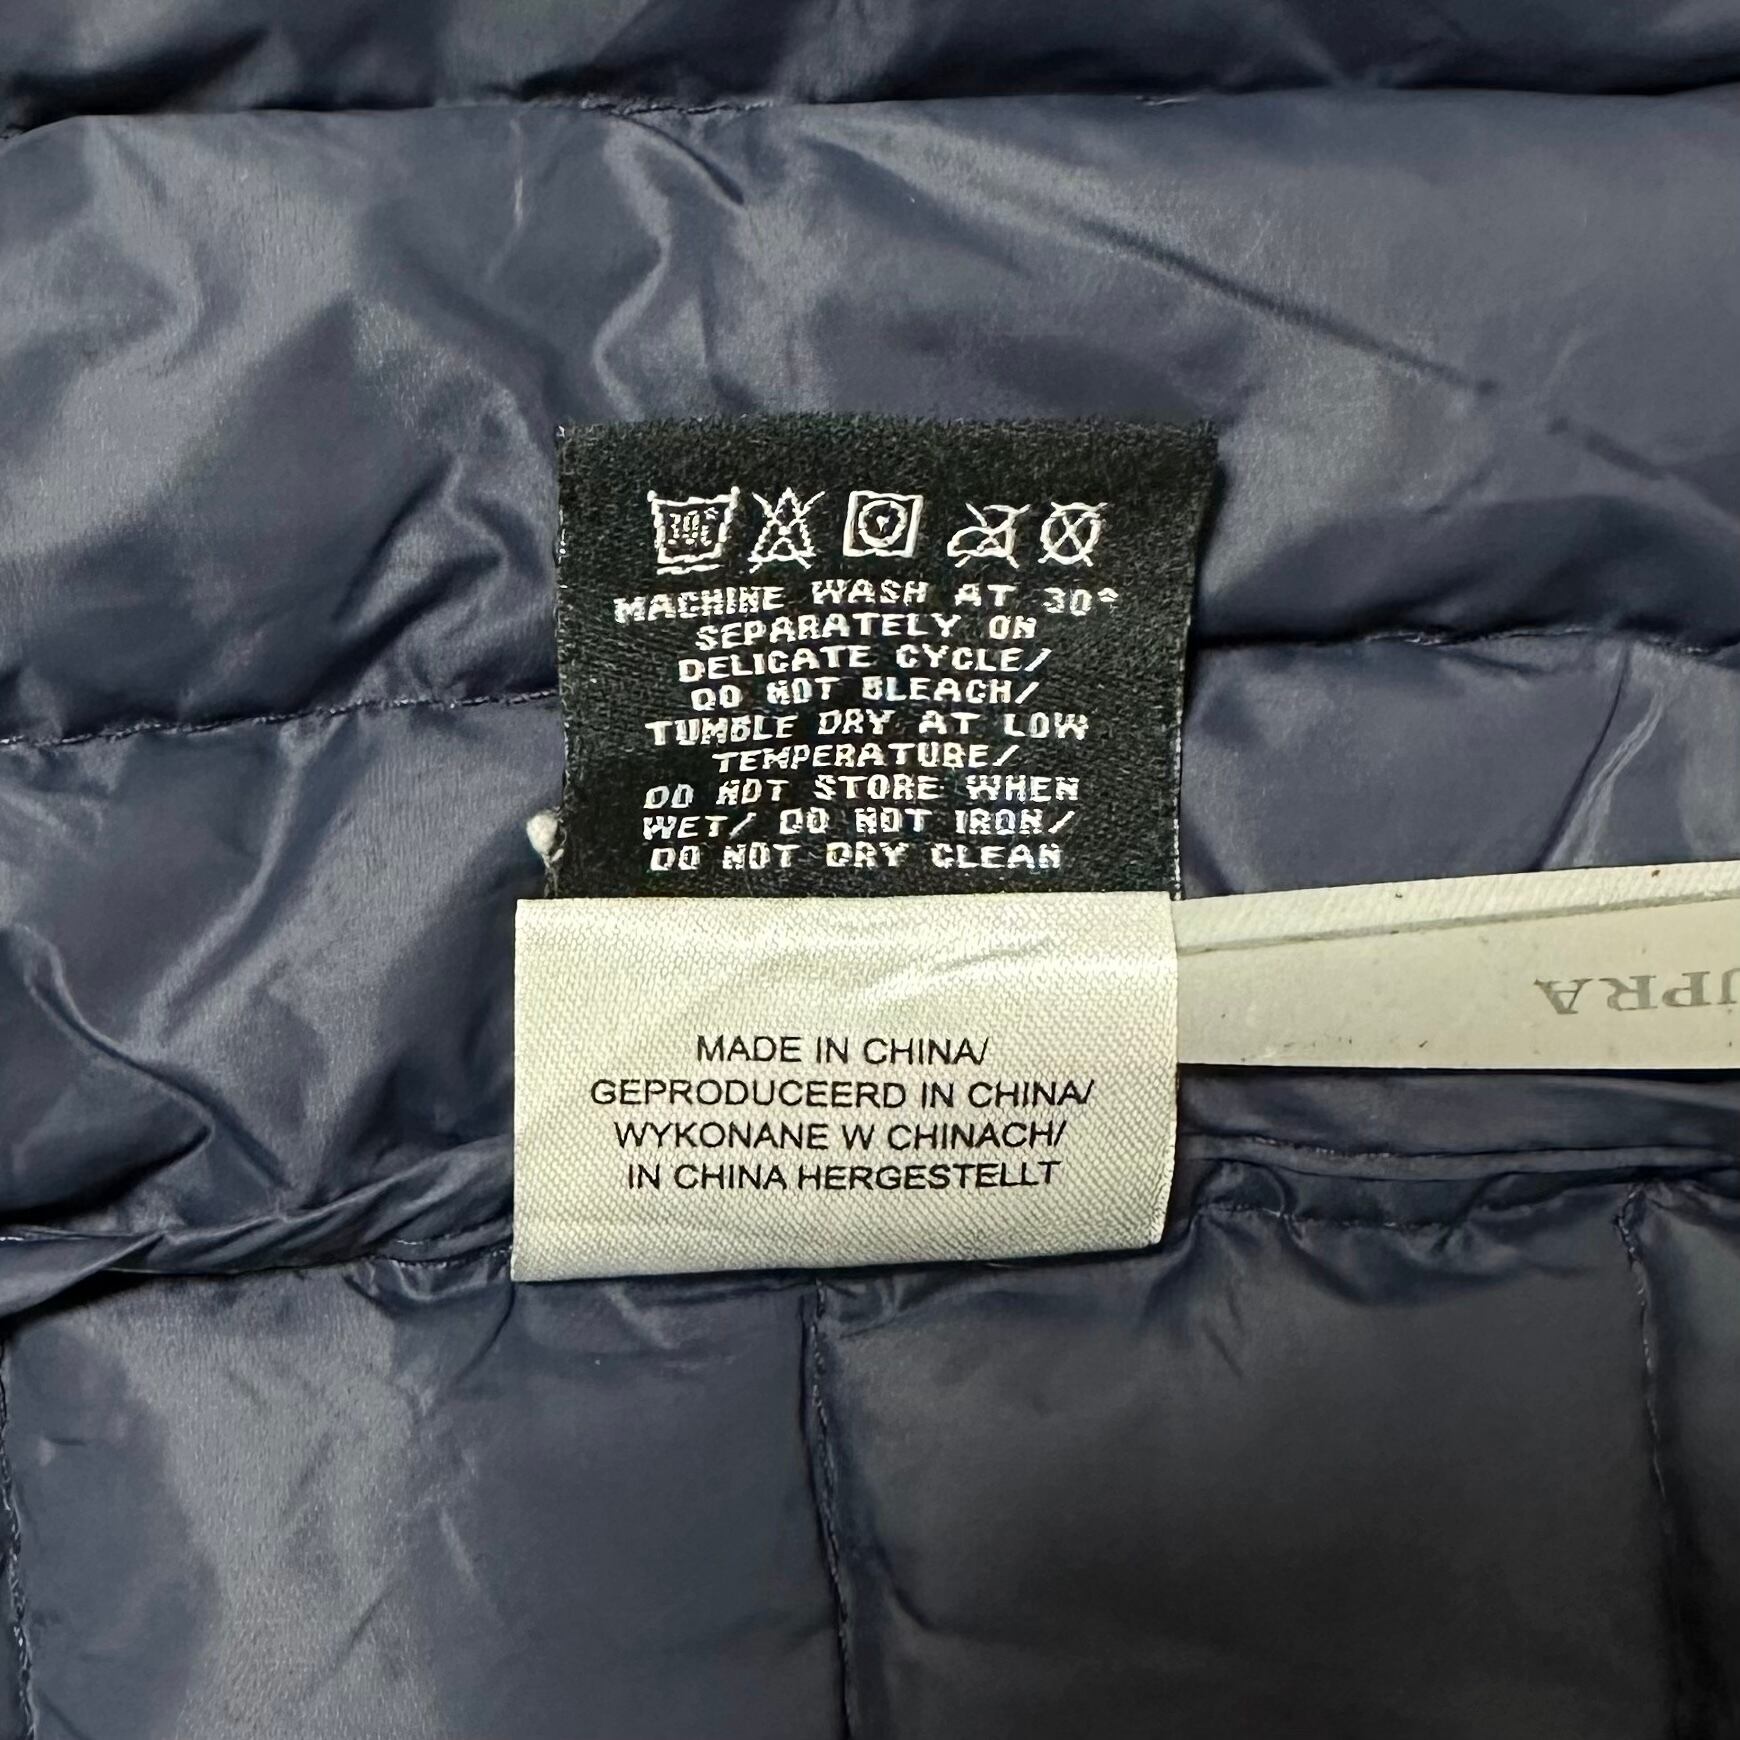 30°
MACHINE WASH AT 30°
SEPARATELY ON
DELICATE CYCLE/
DO NOT BLEACH/
TUMBLE DRY AT LOW
TEMPERATURE/
DO NOT STORE WHEN
WET/ DO NOT IRON/
DO NOT DRY CLEAN
MADE IN CHINA/
GEPRODUCEERD IN CHINA/
WYKONANE W CHINACH/
IN CHINA HERGESTELLT
UPRA